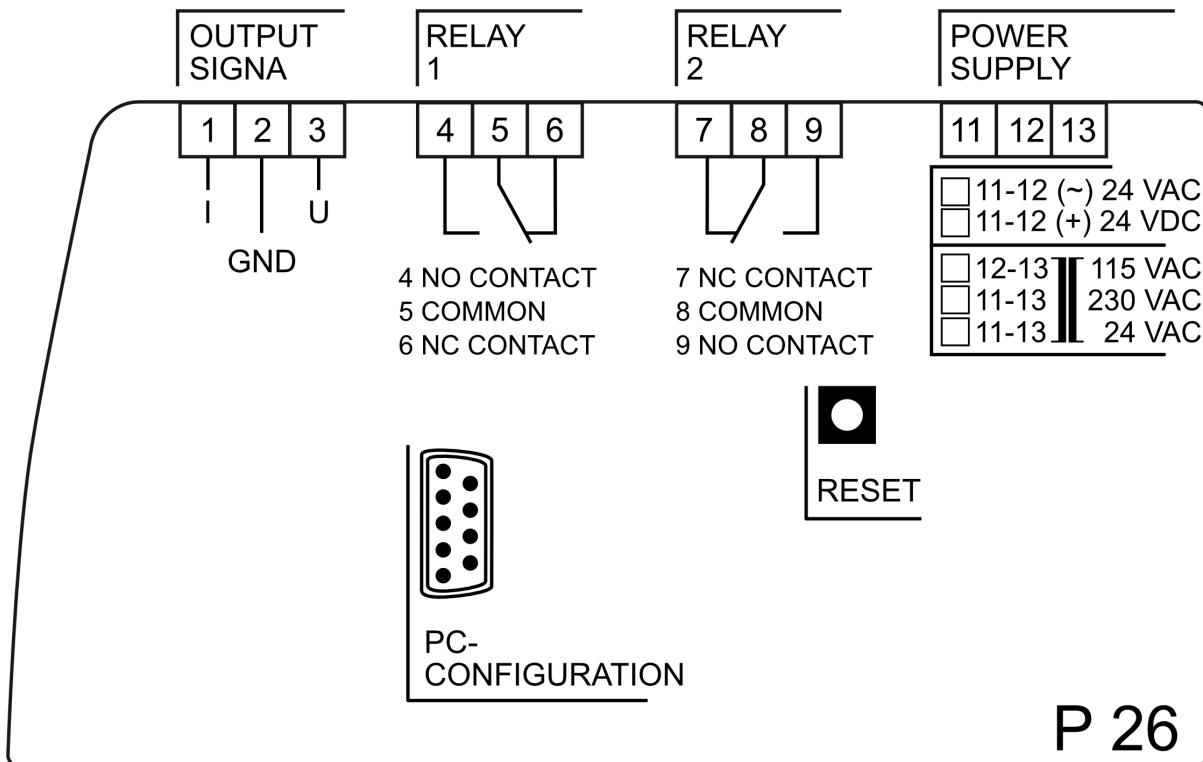 OUTPUT
SIGNA
RELAY
1
RELAY
2
POWER
SUPPLY
1 2 3
4 5 6
7 8 9
11 12 13
I
GND
U
4 NO CONTACT
5 COMMON
6 NC CONTACT
7 NC CONTACT
8 COMMON
9 NO CONTACT
11-12 (~) 24 VAC
11-12 (+) 24 VDC
12-13 115 VAC
11-13 230 VAC
11-13 24 VAC
RESET
PC-
CONFIGURATION
P 26